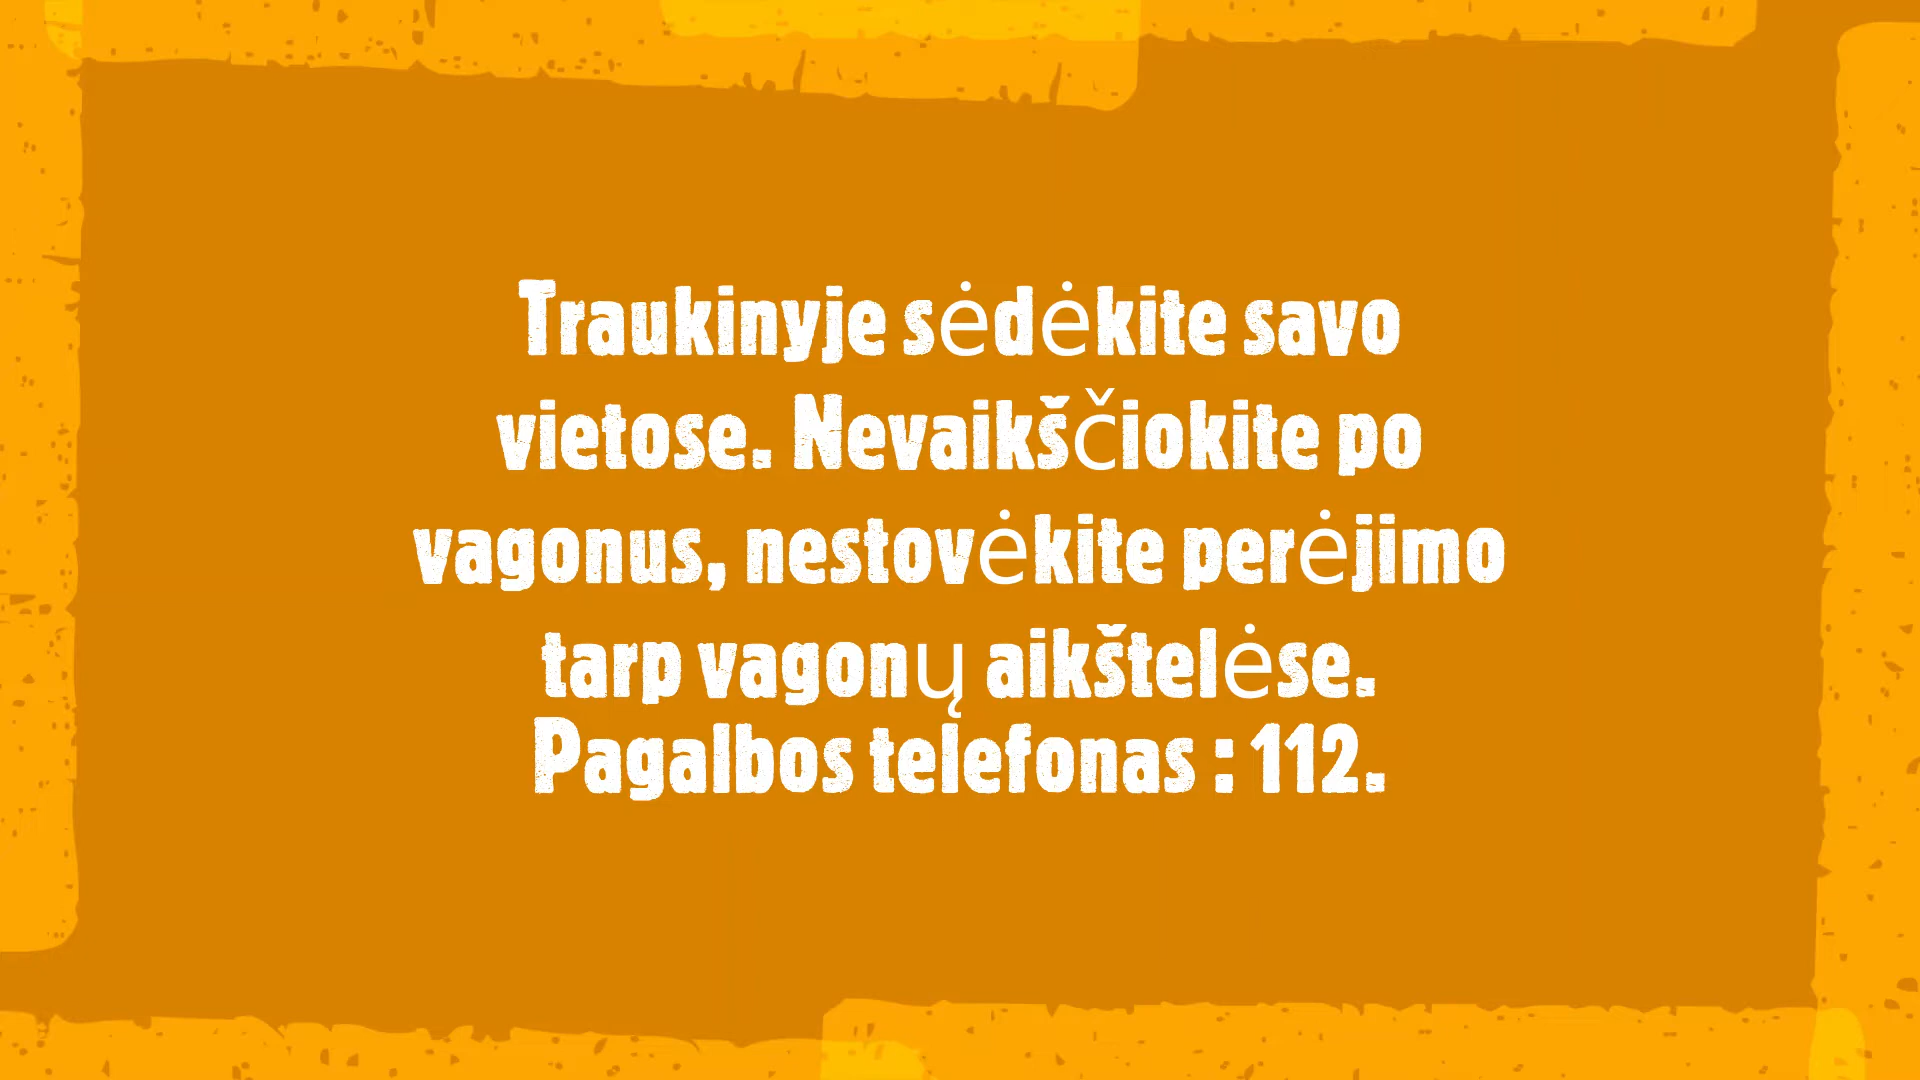 Traukinyje sėdėkite savo
vietose. Nevaikščiokite po
vagonus, nestovėkite perėjimo
tarp vagonų aikštelėse.
Pagalbos telefonas : 112.